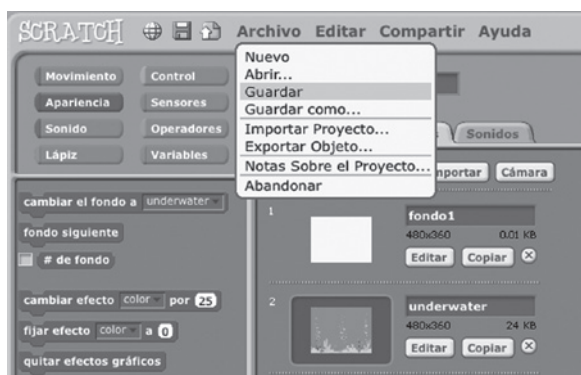 SCRATCH Archivo Editar Compartir Ayuda
Nuevo
Abrir...
Guardar
Guardar como...
Importar Proyecto...
Exportar Objeto...
Notas Sobre el Proyecto...
Abandonar
Movimiento Control
Apariencia Sensores
Sonido Operadores
Lápiz Variables
Sonidos
mportar Cámara
cambiar el fondo a underwater
fondo siguiente
# de fondo
cambiar efecto color por 25
fijar efecto color a 0
quitar efectos gráficos
1
fondo1
480x360 0.01 KB
Editar Copiar
2
underwater
480x360 24 KB
Editar Copiar